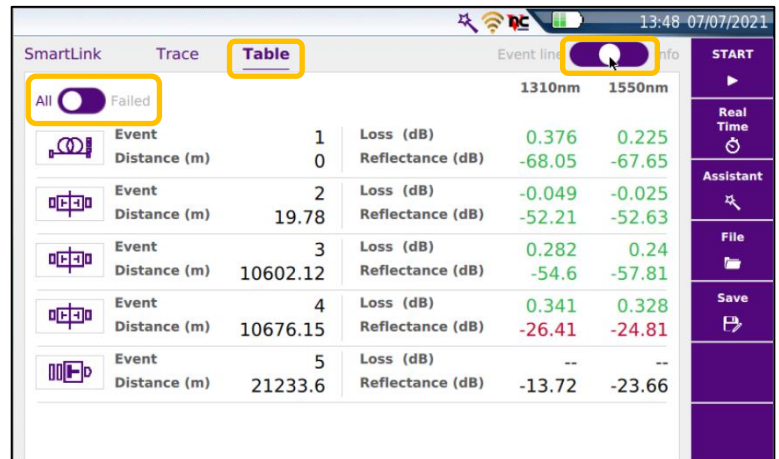 13:48 07/07/2021
SmartLink Trace Table Event line Info START
All Failed 1310nm 1550nm
Real
Time
Event 1 Loss (dB) 0.376 0.225
Distance (m) 0 Reflectance (dB) -68.05 -67.65
Assistant
Event 2 Loss (dB) -0.049 -0.025
Distance (m) 19.78 Reflectance (dB) -52.21 -52.63
File
Event 3 Loss (dB) 0.282 0.24
Distance (m) 10602.12 Reflectance (dB) -54.6 -57.81
Save
Event 4 Loss (dB) 0.341 0.328
Distance (m) 10676.15 Reflectance (dB) -26.41 -24.81
Event 5 Loss (dB) -- --
Distance (m) 21233.6 Reflectance (dB) -13.72 -23.66